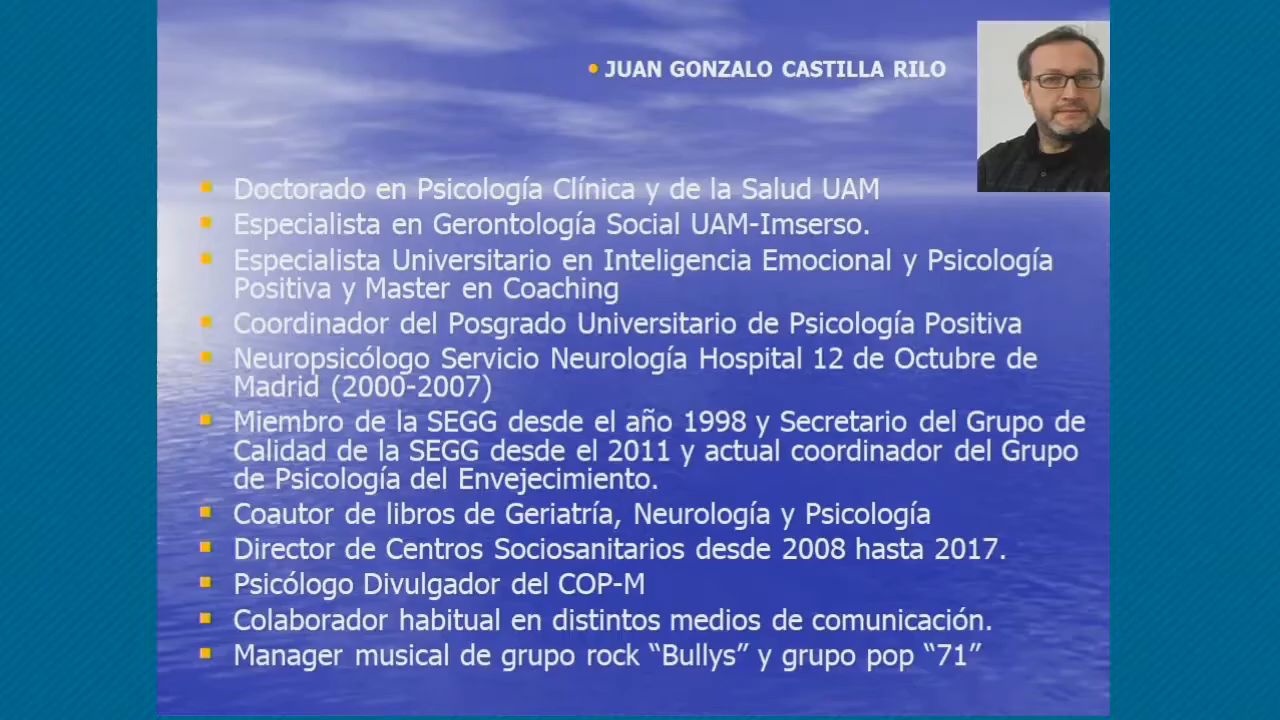 • JUAN GONZALO CASTILLA RILO
Doctorado en Psicología Clínica y de la Salud UAM
Especialista en Gerontología Social UAM-Imserso.
Especialista Universitario en Inteligencia Emocional y Psicología
Positiva y Master en Coaching
Coordinador del Posgrado Universitario de Psicología Positiva
Neuropsicólogo Servicio Neurología Hospital 12 de Octubre de
Madrid (2000-2007)
Miembro de la SEGG desde el año 1998 y Secretario del Grupo de
Calidad de la SEGG desde el 2011 y actual coordinador del Grupo
de Psicología del Envejecimiento.
Coautor de libros de Geriatría, Neurología y Psicología
Director de Centros Sociosanitarios desde 2008 hasta 2017.
Psicólogo Divulgador del COP-M
Colaborador habitual en distintos medios de comunicación.
Manager musical de grupo rock “Bullys” y grupo pop “71”